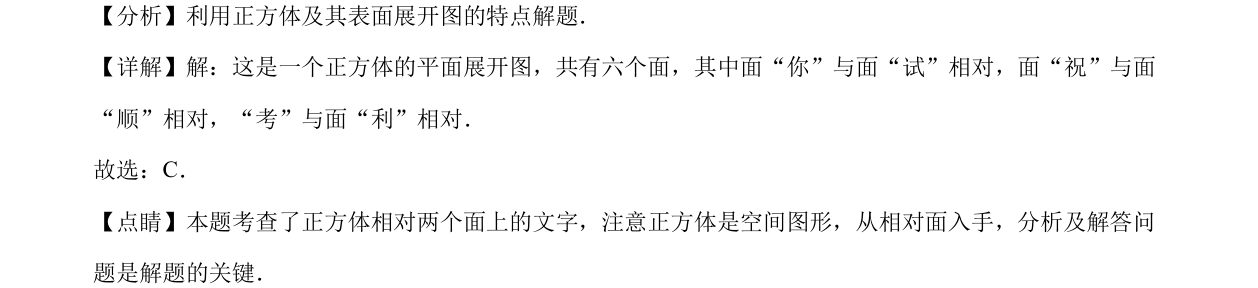 【分析】利用正方体及其表面展开图的特点解题．
【详解】解：这是一个正方体的平面展开图，共有六个面，其中面“你”与面“试”相对，面“祝”与面
“顺”相对，“考”与面“利”相对．
故选：C．
【点睛】本题考查了正方体相对两个面上的文字，注意正方体是空间图形，从相对面入手，分析及解答问
题是解题的关键．